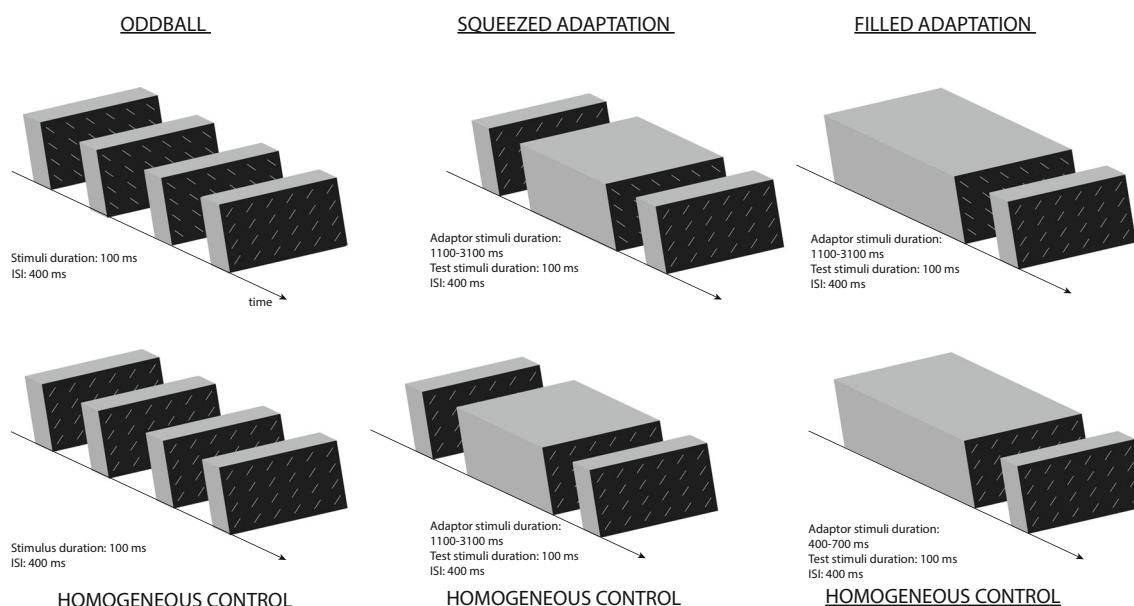 ODDBALL
SQUEEZED ADAPTATION
FILLED ADAPTATION
Stimuli duration: 100 ms
ISI: 400 ms
time
Adaptor stimuli duration:
1100-3100 ms
Test stimuli duration: 100 ms
ISI: 400 ms
Adaptor stimuli duration:
1100-3100 ms
Test stimuli duration: 100 ms
ISI: 400 ms
Stimulus duration: 100 ms
ISI: 400 ms
Adaptor stimuli duration:
1100-3100 ms
Test stimuli duration: 100 ms
ISI: 400 ms
Adaptor stimuli duration:
400-700 ms
Test stimuli duration: 100 ms
ISI: 400 ms
HOMOGENEOUS CONTROL
HOMOGENEOUS CONTROL
HOMOGENEOUS CONTROL